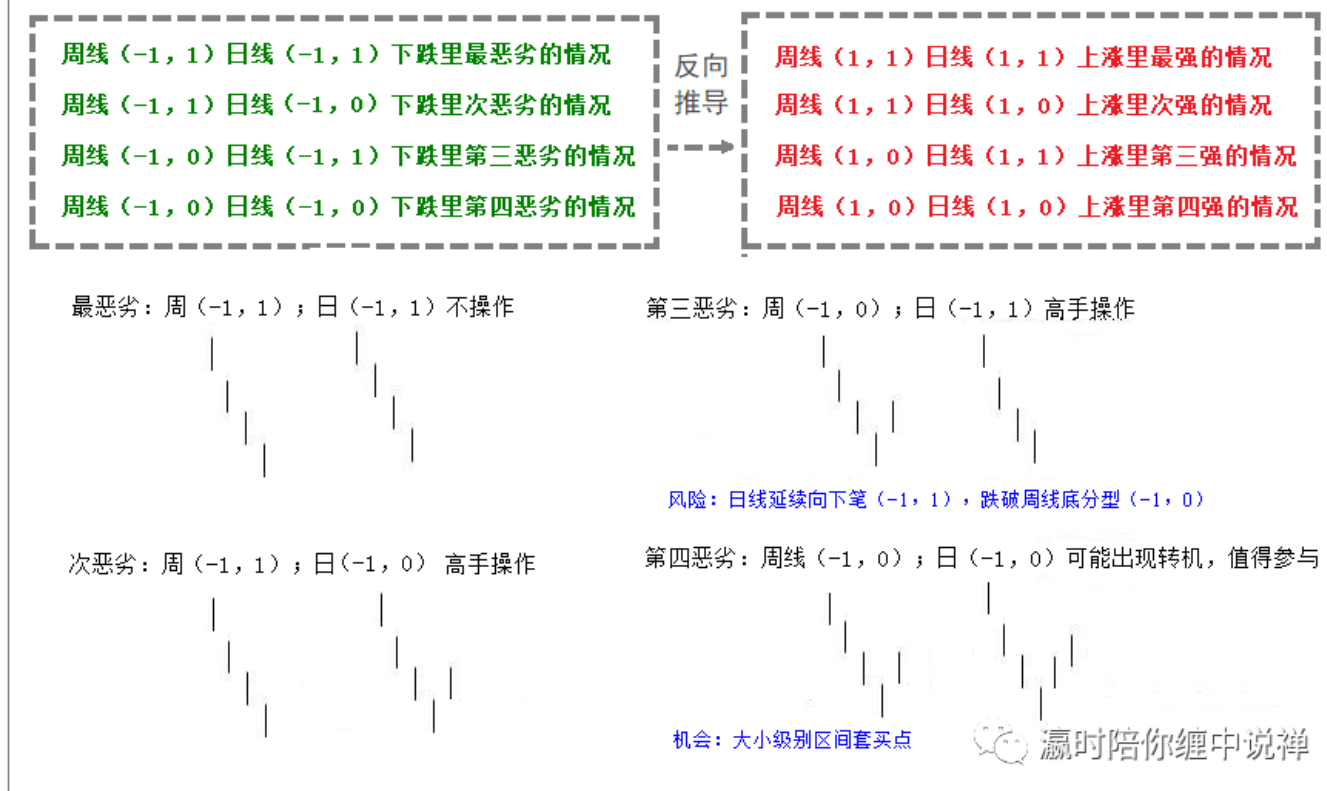 周线（-1，1）日线（-1，1）下跌里最恶劣的情况
周线（-1，1）日线（-1，0）下跌里次恶劣的情况
周线（-1，0）日线（-1，1）下跌里第三恶劣的情况
周线（-1，0）日线（-1，0）下跌里第四恶劣的情况
反向
推导
周线（1，1）日线（1，1）上涨里最强的情况
周线（1，1）日线（1，0）上涨里次强的情况
周线（1，0）日线（1，1）上涨里第三强的情况
周线（1，0）日线（1，0）上涨里第四强的情况
最恶劣：周（-1，1）；日（-1，1）不操作
第三恶劣：周（-1，0）；日（-1，1）高手操作
风险：日线延续向下笔（-1，1），跌破周线底分型（-1，0）
次恶劣：周（-1，1）；日（-1，0） 高手操作
第四恶劣：周线（-1，0）；日（-1，0）可能出现转机，值得参与
机会：大小级别区间套买点
瀛时陪你缠中说禅